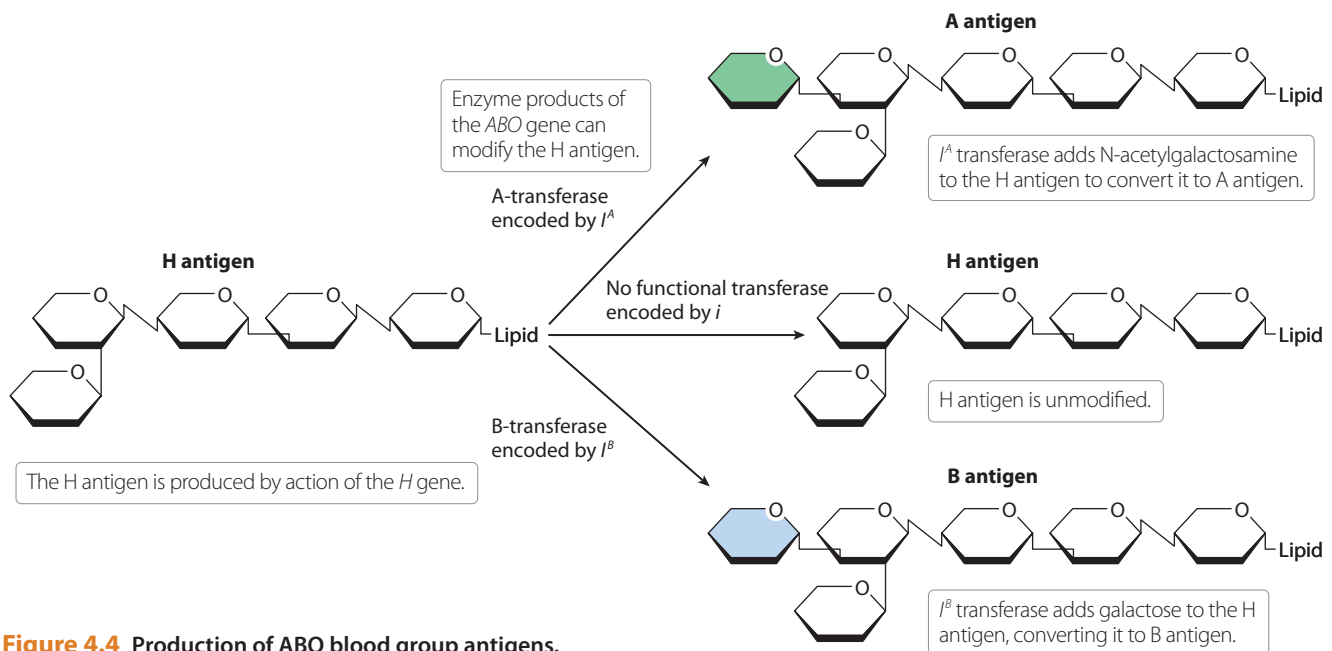 A antigen
O
O
O
O
O
Lipid
O
Enzyme products of
the ABO gene can
modify the H antigen.
I^A transferase adds N-acetylgalactosamine
to the H antigen to convert it to A antigen.
A-transferase
encoded by I^A
H antigen
O
O
O
O
Lipid
O
The H antigen is produced by action of the H gene.
No functional transferase
encoded by i
H antigen
O
O
O
O
Lipid
O
H antigen is unmodified.
B-transferase
encoded by I^B
B antigen
O
O
O
O
O
Lipid
O
I^B transferase adds galactose to the H
antigen, converting it to B antigen.
Figure 4.4 Production of ABO blood group antigens.